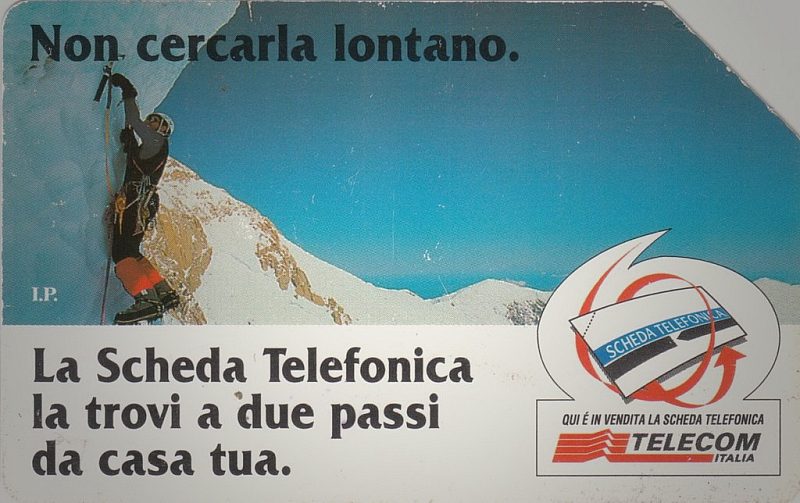 Non cercarla lontano.
I.P.
SCHEDA TELEFONICA
La Scheda Telefonica
la trovi a due passi
da casa tua.
QUI É IN VENDITA LA SCHEDA TELEFONICA
TELECOM
ITALIA